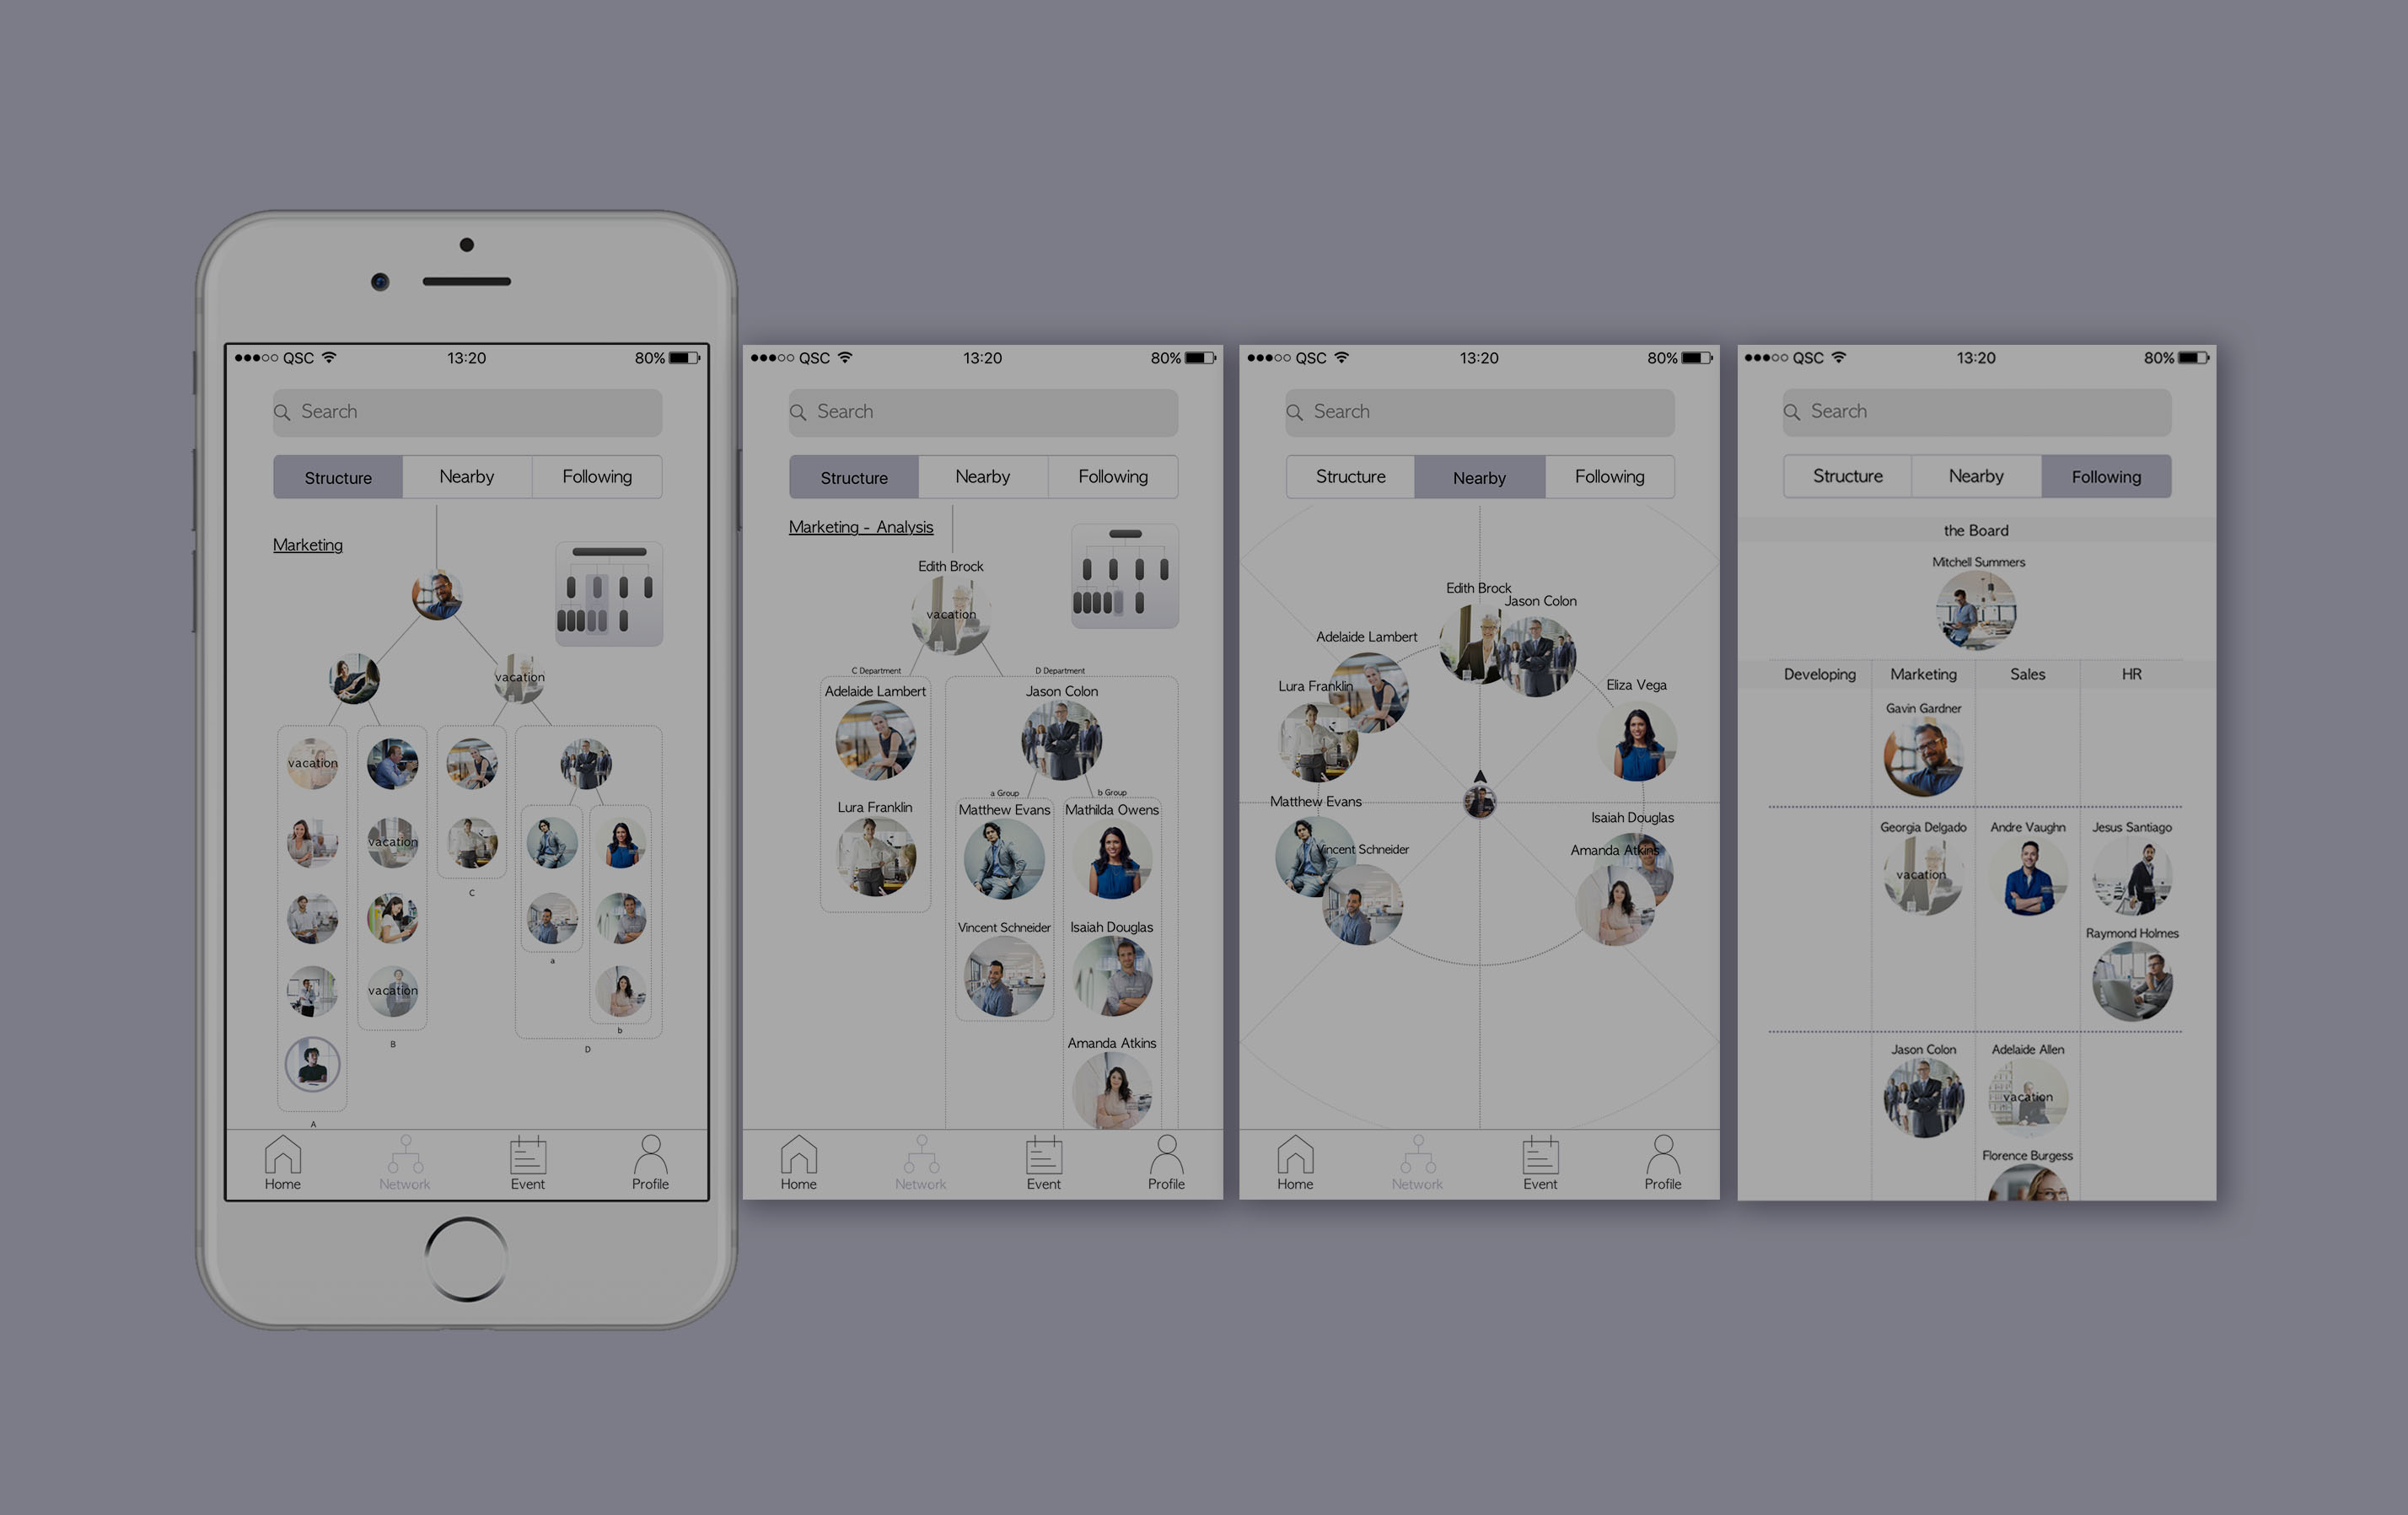 QSC 13:20 80%
Search
Structure Nearby Following
Marketing
vacation
vacation
vacation
vacation
C
a
b
B
D
A
Home Network Event Profile
QSC 13:20 80%
Search
Structure Nearby Following
Marketing - Analysis
Edith Brock
vacation
C Department D Department
Adelaide Lambert Jason Colon
a Group b Group
Lura Franklin Matthew Evans Mathilda Owens
Vincent Schneider Isaiah Douglas
Amanda Atkins
Home Network Event Profile
QSC 13:20 80%
Search
Structure Nearby Following
Edith Brock
Jason Colon
Adelaide Lambert
Lura Franklin Eliza Vega
Matthew Evans
Isaiah Douglas
Vincent Schneider Amanda Atkins
Home Network Event Profile
QSC 13:20 80%
Search
Structure Nearby Following
the Board
Mitchell Summers
Developing Marketing Sales HR
Gavin Gardner
Georgia Delgado Andre Vaughn Jesus Santiago
vacation
Raymond Holmes
Jason Colon Adelaide Allen
vacation
Florence Burgess